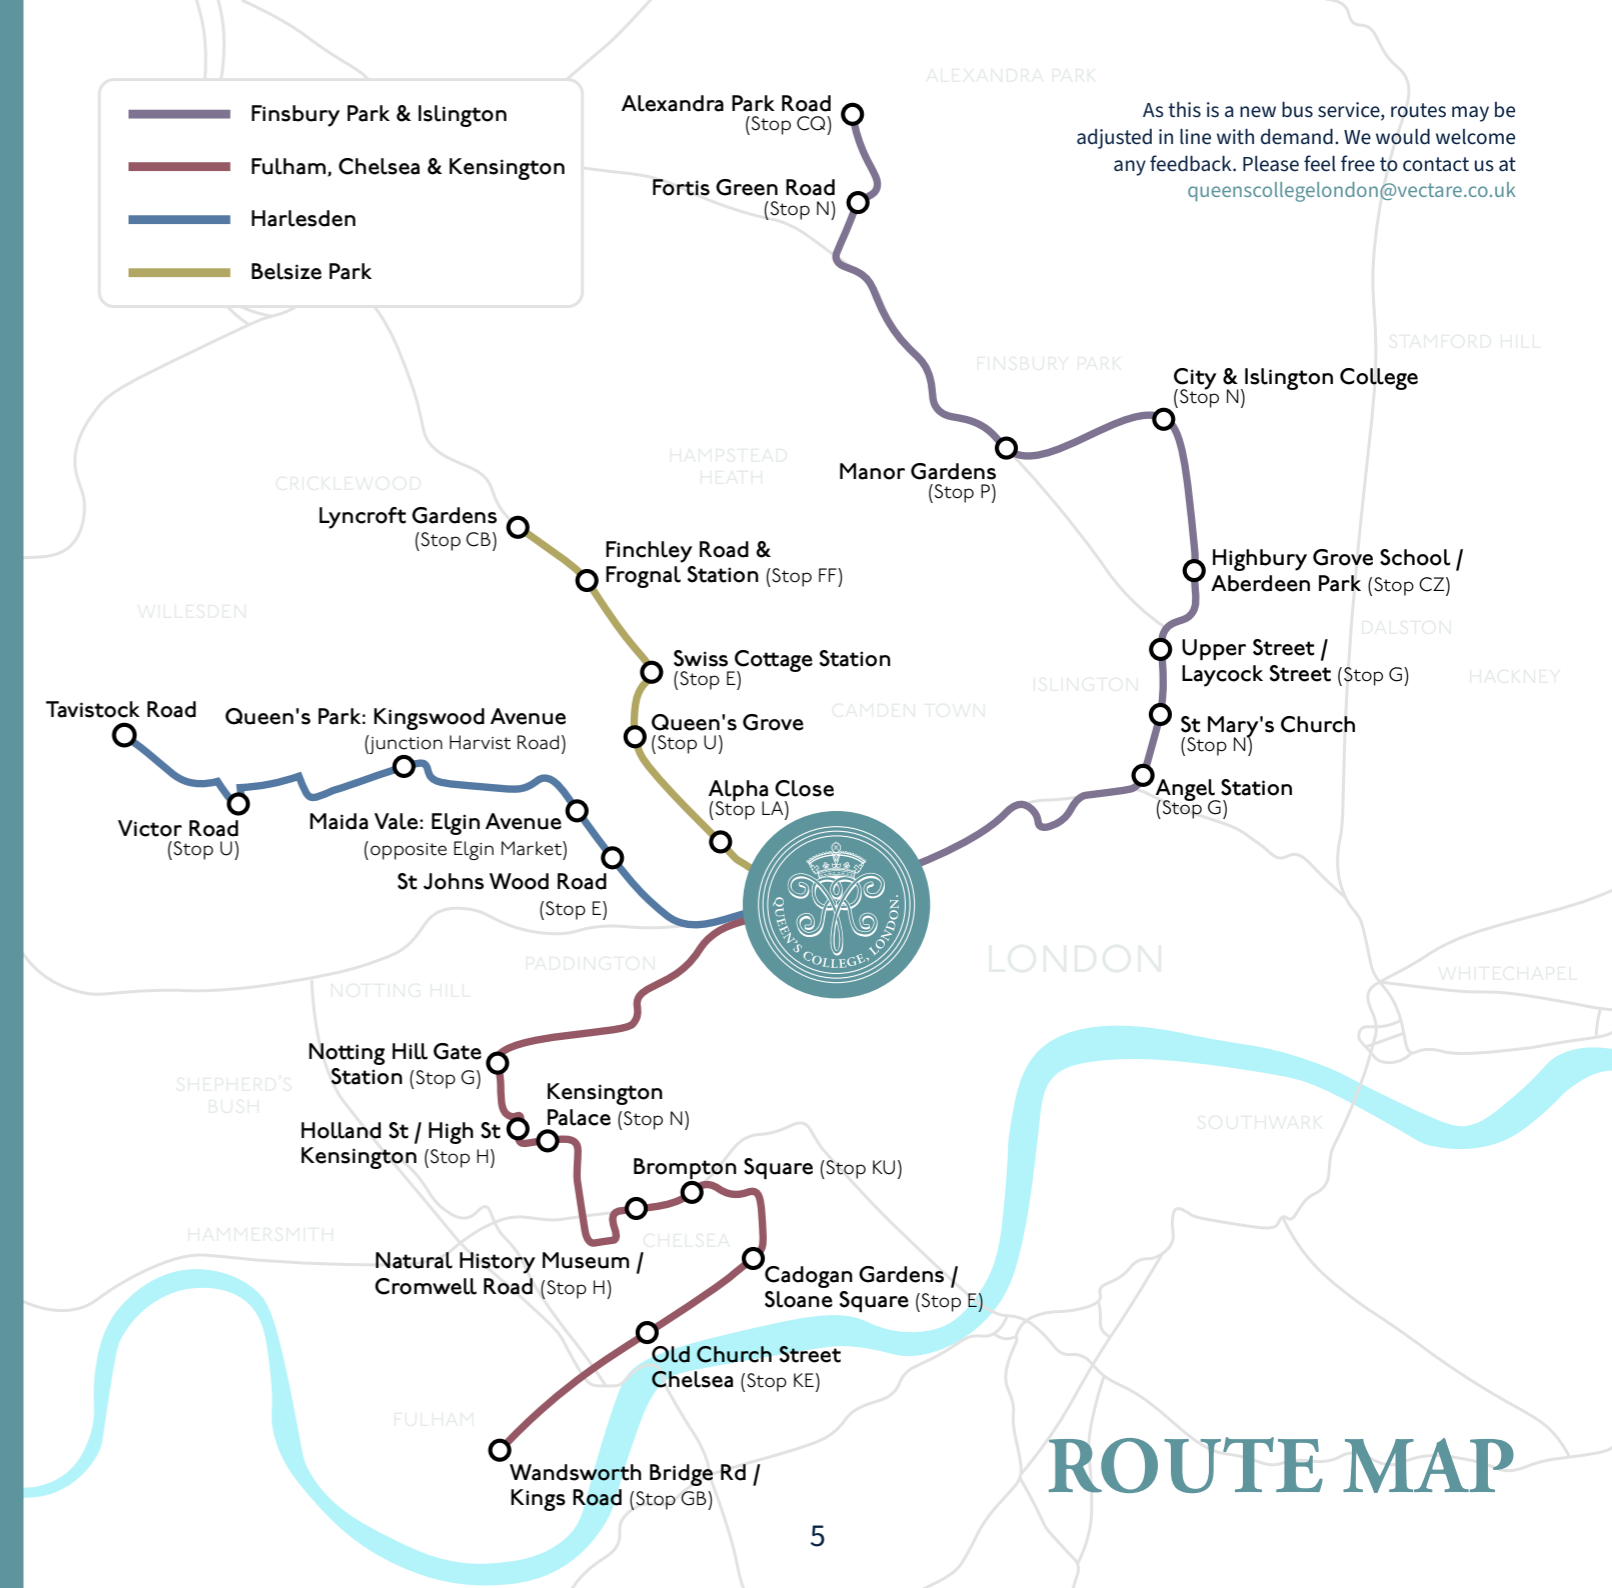 Finsbury Park & Islington
Fulham, Chelsea & Kensington
Harlesden
Belsize Park
As this is a new bus service, routes may be
adjusted in line with demand. We would welcome
any feedback. Please feel free to contact us at
queenscollegelondon@vectare.co.uk
ALEXANDRA PARK
Alexandra Park Road
(Stop CQ)
Fortis Green Road
(Stop N)
STAMFORD HILL
FINSBURY PARK
City & Islington College
(Stop N)
Manor Gardens
(Stop P)
HAMPSTEAD
HEATH
CRICKLEWOOD
Lyncroft Gardens
(Stop CB)
Finchley Road &
Frognal Station (Stop FF)
Highbury Grove School /
Aberdeen Park (Stop CZ)
WILLESDEN
DALSTON
Upper Street /
Laycock Street (Stop G)
HACKNEY
ISLINGTON
Swiss Cottage Station
(Stop E)
CAMDEN TOWN
Queen's Grove
(Stop U)
St Mary's Church
(Stop N)
Tavistock Road
Queen's Park: Kingswood Avenue
(junction Harvist Road)
Angel Station
(Stop G)
Alpha Close
(Stop LA)
Victor Road
(Stop U)
Maida Vale: Elgin Avenue
(opposite Elgin Market)
St Johns Wood Road
(Stop E)
QUEEN'S COLLEGE, LONDON.
LONDON
PADDINGTON
WHITECHAPEL
NOTTING HILL
Notting Hill Gate
Station (Stop G)
SHEPHERD'S
BUSH
Kensington
Palace (Stop N)
SOUTHWARK
Holland St / High St
Kensington (Stop H)
Brompton Square (Stop KU)
HAMMERSMITH
CHELSEA
Natural History Museum /
Cromwell Road (Stop H)
Cadogan Gardens /
Sloane Square (Stop E)
Old Church Street
Chelsea (Stop KE)
FULHAM
Wandsworth Bridge Rd /
Kings Road (Stop GB)
ROUTE MAP
5